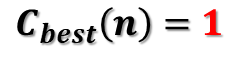 C_best(n) = 1